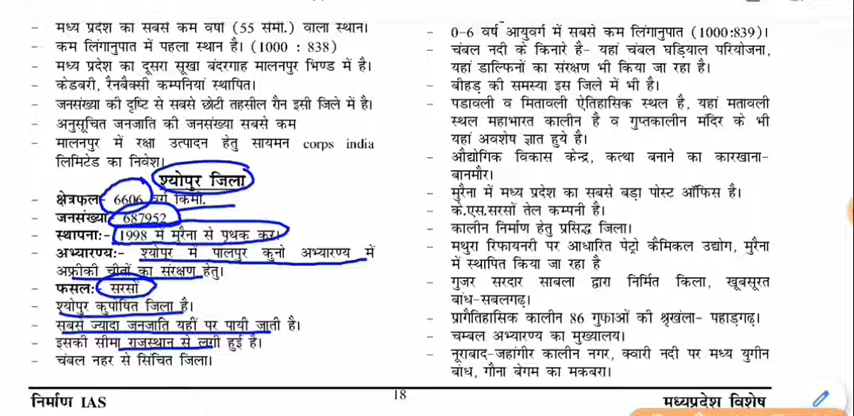 – मध्य प्रदेश का सबसे कम वर्षा (55 सेमी.) वाला स्थान।
– कम लिंगानुपात में पहला स्थान है। (1000 : 838)
– मध्य प्रदेश का दूसरा सूखा बंदरगाह मालनपुर भिण्ड में है।
– केडबरी, रैनबैक्सी कम्पनियां स्थापित।
– जनसंख्या की दृष्टि से सबसे छोटी तहसील रौन इसी जिले में है।
– अनुसूचित जनजाति की जनसंख्या सबसे कम
– मालनपुर में रक्षा उत्पादन हेतु सायमन corps india
लिमिटेड का निवेश।
श्योपुर जिला
– क्षेत्रफल- 6606 वर्ग किमी.
– जनसंख्या- 687952
– स्थापनाः- 1998 में मुरैना से पृथक कर।
– अभ्यारण्यः- श्योपुर में पालपुर कुनो अभ्यारण्य में
अफ्रीकी चीतों का संरक्षण हेतु।
– फसलः- सरसों
– श्योपुर कुपोषित जिला है।
– सबसे ज्यादा जनजाति यहीं पर पायी जाती है।
– इसकी सीमा राजस्थान से लगी हुई है।
– चंबल नहर से सिंचित जिला।
– 0-6 वर्ष आयुवर्ग में सबसे कम लिंगानुपात (1000:839)।
– चंबल नदी के किनारे है- यहां चंबल घड़ियाल परियोजना,
यहां डाल्फिनों का संरक्षण भी किया जा रहा है।
– बीहड़ की समस्या इस जिले में भी है।
– पडावली व मितावली ऐतिहासिक स्थल है, यहां मतावली
स्थल महाभारत कालीन है व गुप्तकालीन मंदिर के भी
यहां अवशेष ज्ञात हुये है।
– औद्योगिक विकास केन्द्र, कत्था बनाने का कारखाना-
बानमौर।
– मुरैना में मध्य प्रदेश का सबसे बड़ा पोस्ट ऑफिस है।
– के.एस.सरसों तेल कम्पनी है।
– कालीन निर्माण हेतु प्रसिद्ध जिला।
– मथुरा रिफायनरी पर आधारित पेट्रो कैमिकल उद्योग, मुरैना
में स्थापित किया जा रहा है
– गुजर सरदार साबला द्वारा निर्मित किला, खूबसूरत
बांध-सबलगढ़।
– प्रागैतिहासिक कालीन 86 गुफाओं की श्रृखंला- पहाड़गढ़।
– चम्बल अभ्यारण का मुख्यालय।
– नूराबाद-जहांगीर कालीन नगर, क्वारी नदी पर मध्य युगीन
बांध, गौना बेगम का मकबरा।
निर्माण IAS
18
मध्यप्रदेश विशेष